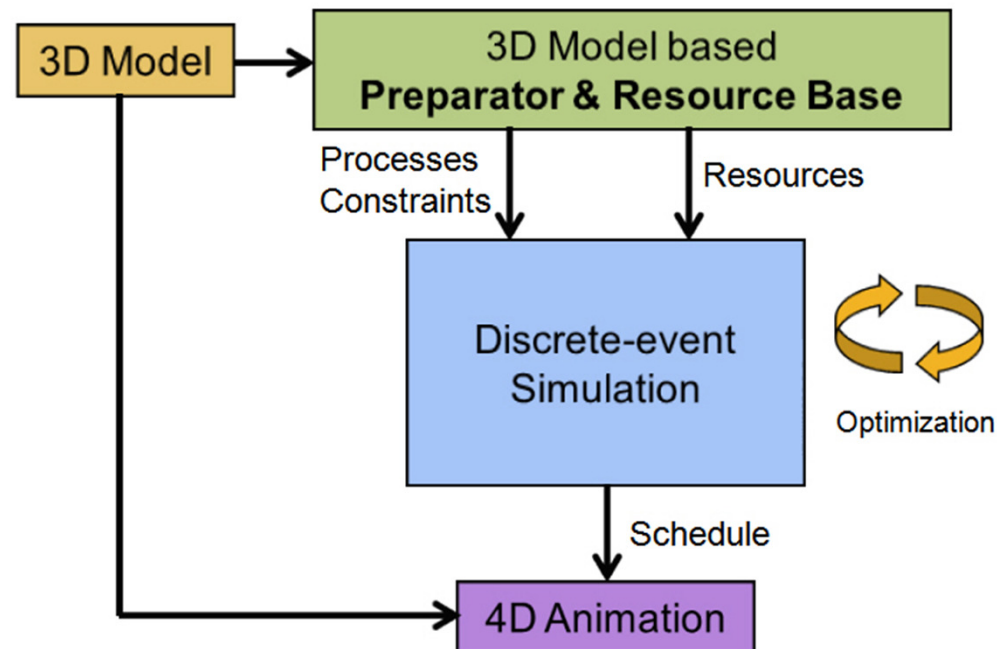 3D Model
3D Model based
Preparator & Resource Base
Processes
Constraints
Resources
Discrete-event
Simulation
Optimization
Schedule
4D Animation